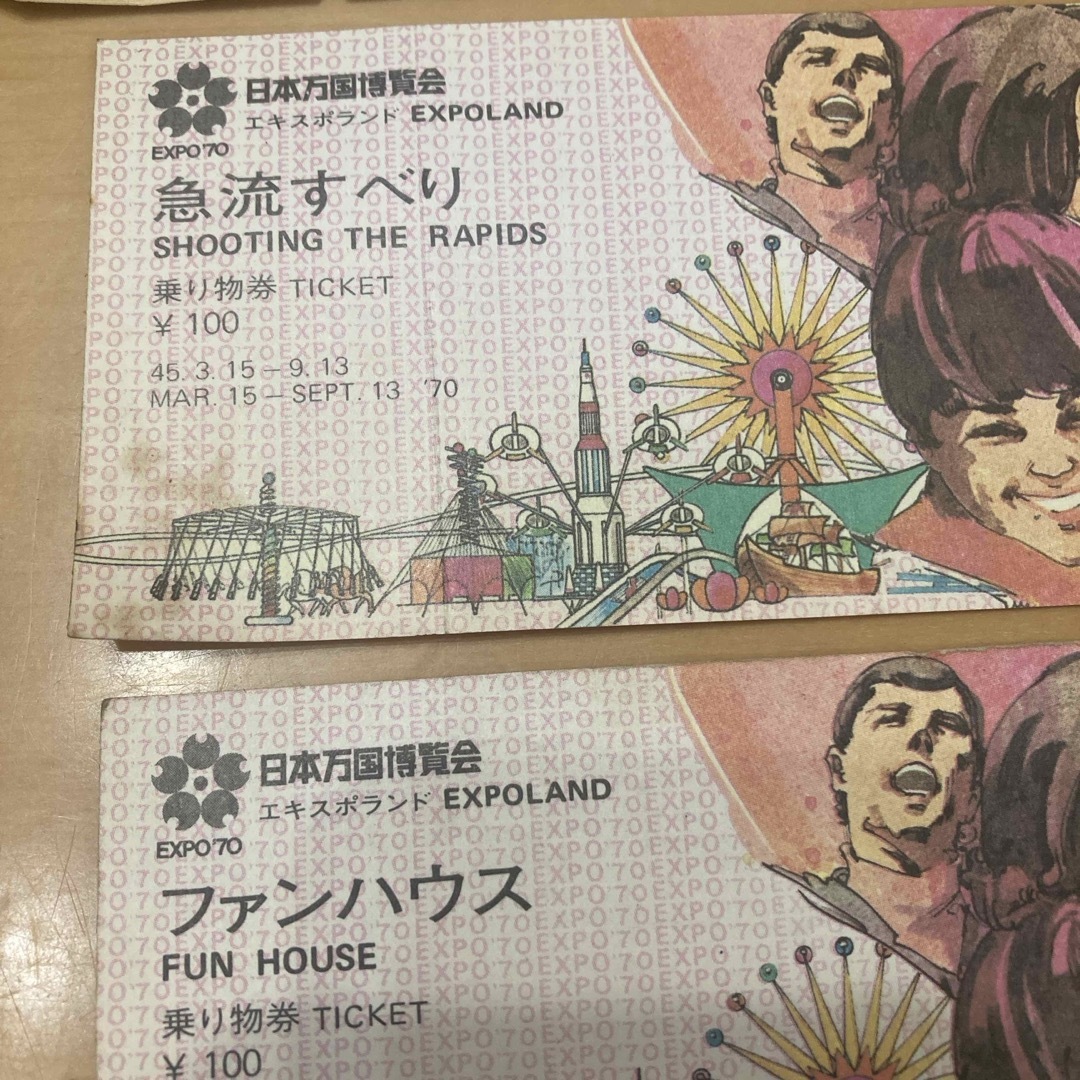 日本万国博覧会
エキスポランド EXPOLAND
EXPO'70
急流すべり
SHOOTING THE RAPIDS
乗り物券 TICKET
¥ 100
45. 3. 15 – 9. 13
MAR. 15 – SEPT. 13 '70
日本万国博覧会
エキスポランド EXPOLAND
EXPO'70
ファンハウス
FUN HOUSE
乗り物券 TICKET
¥ 100